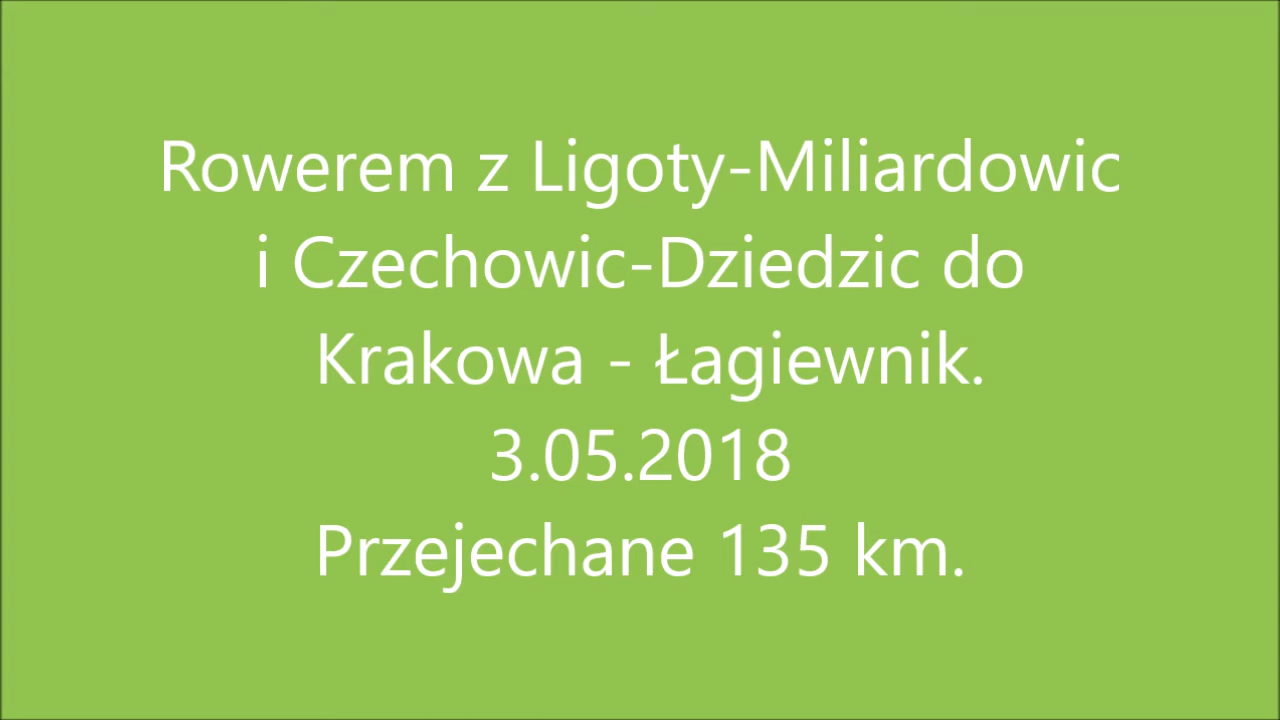 Rowerem z Ligoty-Miliardowic
i Czechowic-Dziedzic do
Krakowa - Łagiewnik.
3.05.2018
Przejechane 135 km.